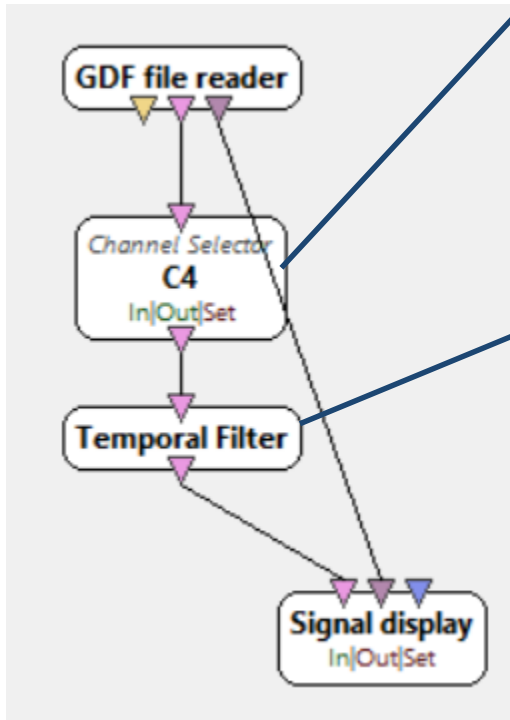 GDF file reader
Channel Selector
C4
In|Out|Set
Temporal Filter
Signal display
In|Out|Set